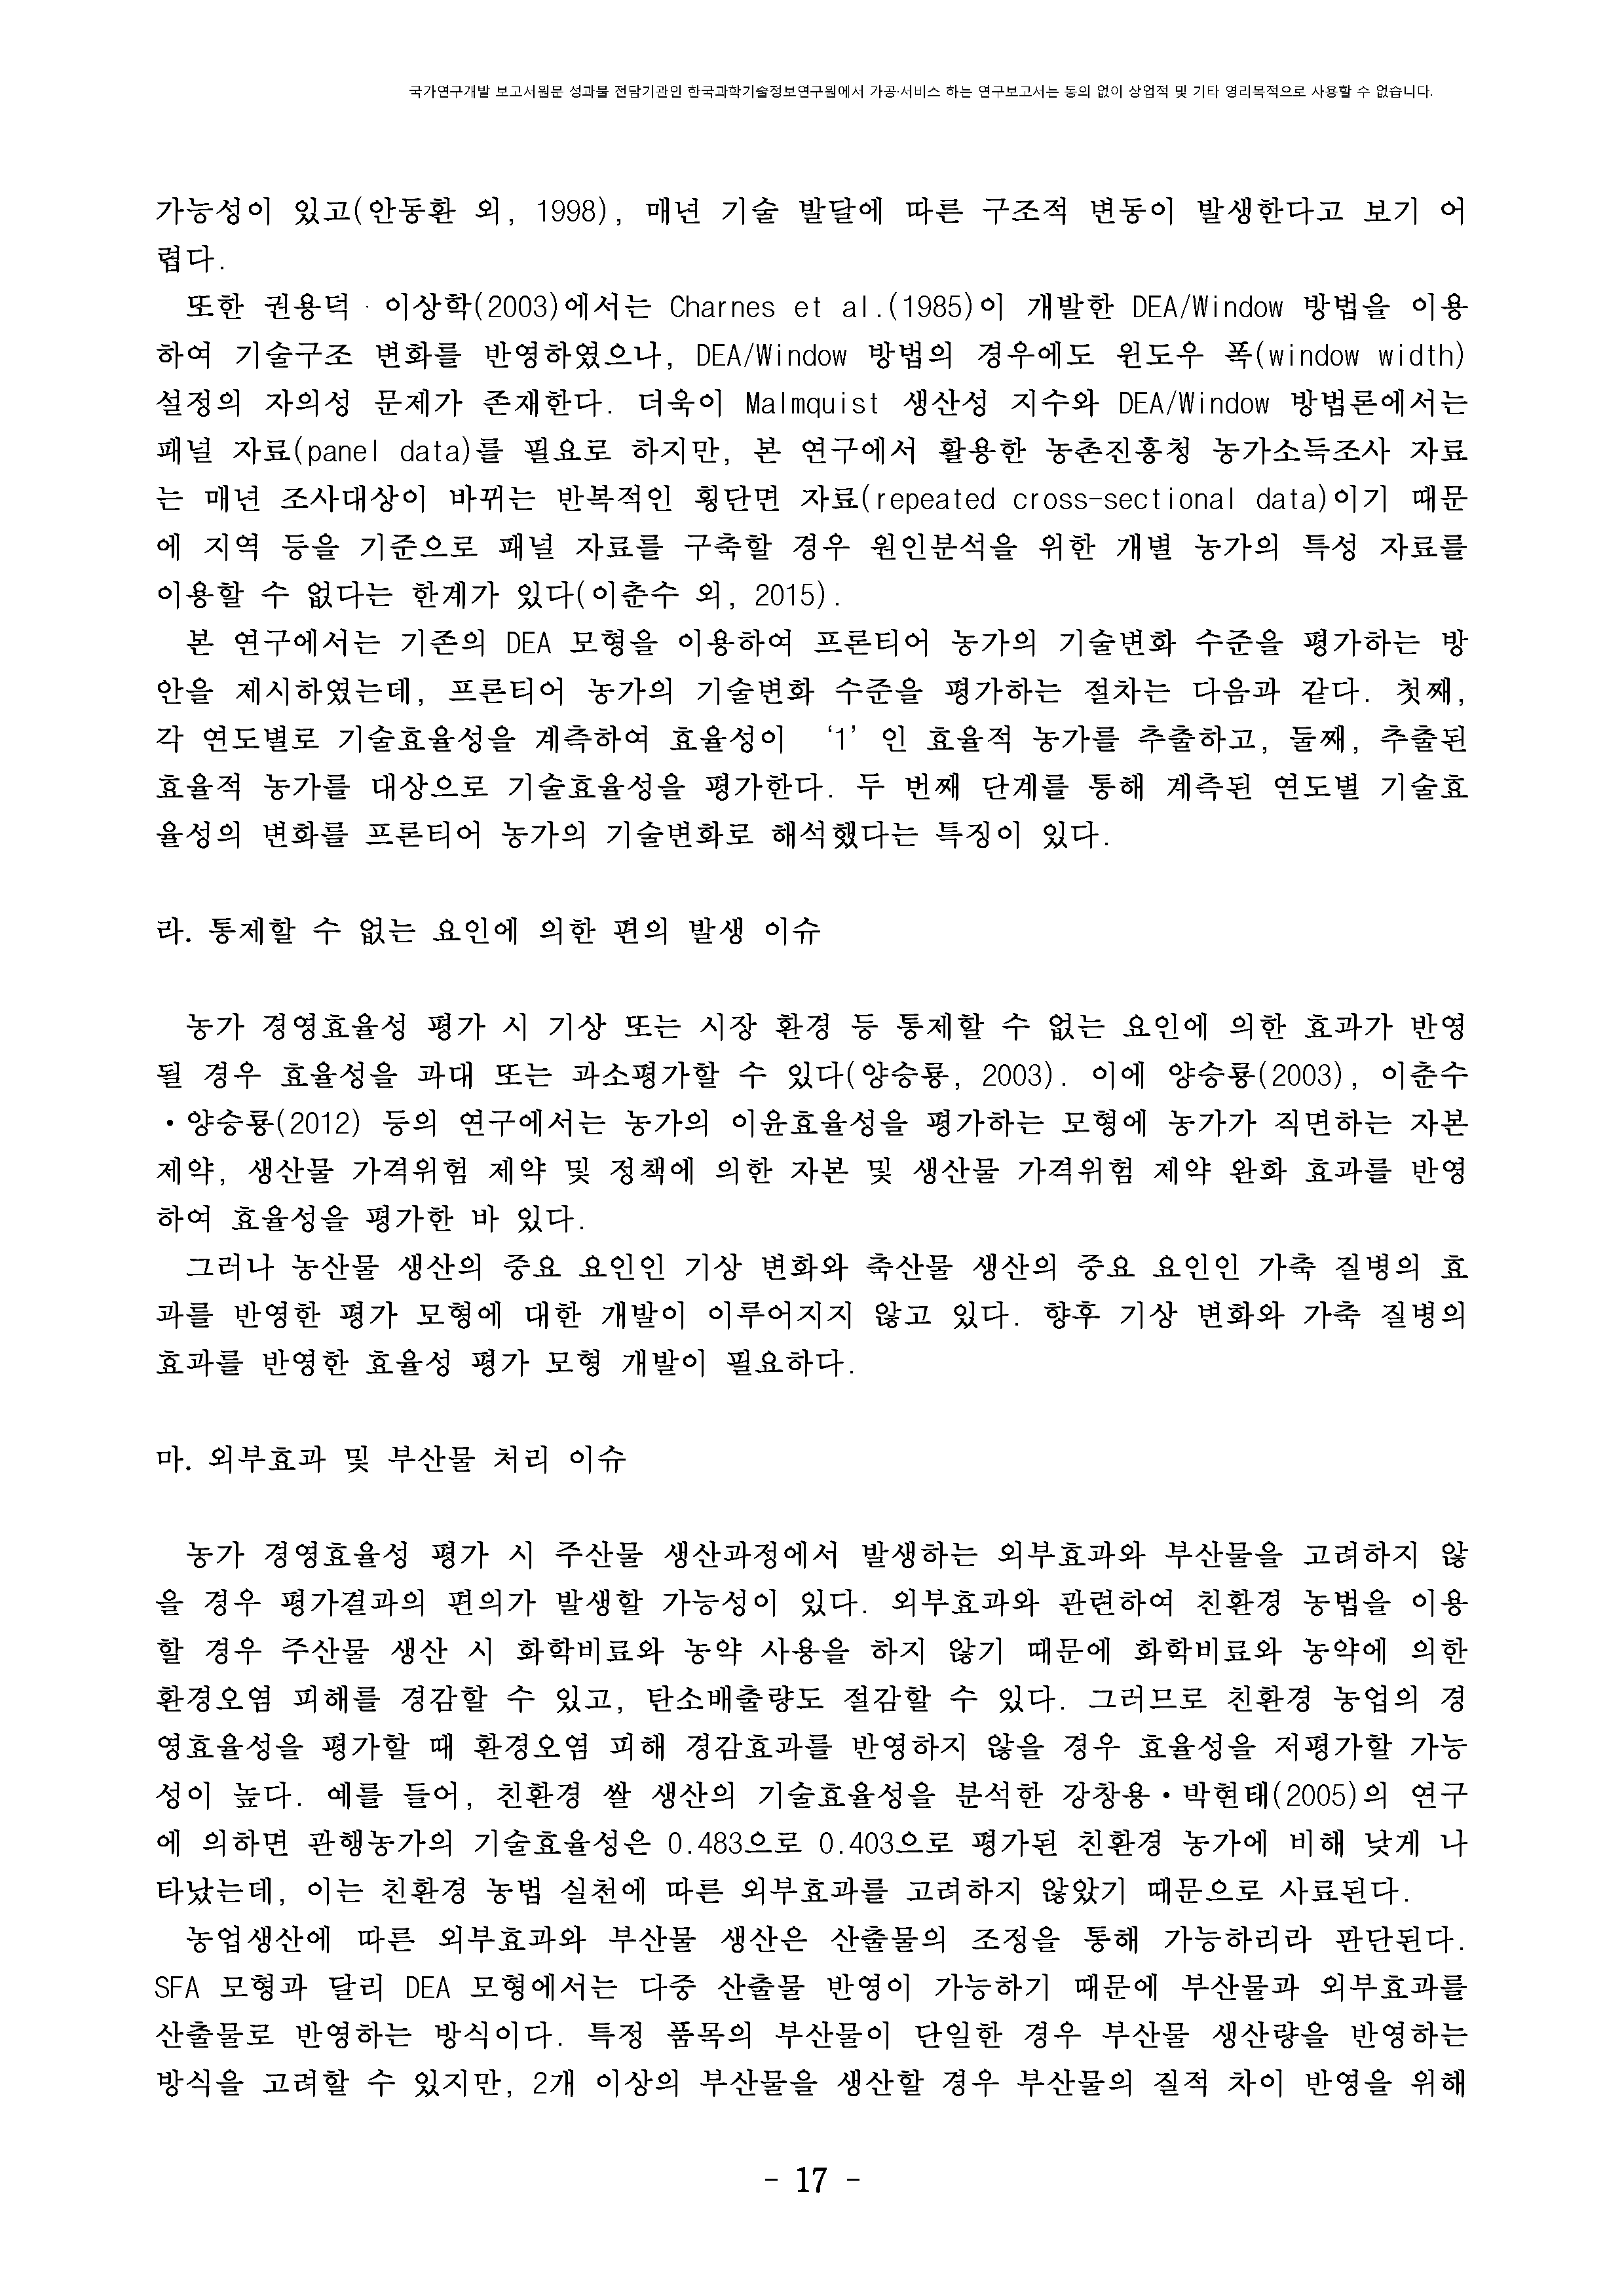 국가연구개발 보고서원문 성과물 전담기관인 한국과학기술정보연구원에서 가공·서비스 하는 연구보고서는 동의 없이 상업적 및 기타 영리목적으로 사용할 수 없습니다.
가능성이 있고(안동환 외, 1998), 매년 기술 발달에 따른 구조적 변동이 발생한다고 보기 어
렵다.
또한 권용덕·이상학(2003)에서는 Charnes et al.(1985)이 개발한 DEA/Window 방법을 이용
하여 기술구조 변화를 반영하였으나, DEA/Window 방법의 경우에도 윈도우 폭(window width)
설정의 자의성 문제가 존재한다. 더욱이 Malmquist 생산성 지수와 DEA/Window 방법론에서는
패널 자료(panel data)를 필요로 하지만, 본 연구에서 활용한 농촌진흥청 농가소득조사 자료
는 매년 조사대상이 바뀌는 반복적인 횡단면 자료(repeated cross-sectional data)이기 때문
에 지역 등을 기준으로 패널 자료를 구축할 경우 원인분석을 위한 개별 농가의 특성 자료를
이용할 수 없다는 한계가 있다(이춘수 외, 2015).
본 연구에서는 기존의 DEA 모형을 이용하여 프론티어 농가의 기술변화 수준을 평가하는 방
안을 제시하였는데, 프론티어 농가의 기술변화 수준을 평가하는 절차는 다음과 같다. 첫째,
각 연도별로 기술효율성을 계측하여 효율성이 ‘1’인 효율적 농가를 추출하고, 둘째, 추출된
효율적 농가를 대상으로 기술효율성을 평가한다. 두 번째 단계를 통해 계측된 연도별 기술효
율성의 변화를 프론티어 농가의 기술변화로 해석했다는 특징이 있다.
라. 통제할 수 없는 요인에 의한 편의 발생 이슈
농가 경영효율성 평가 시 기상 또는 시장 환경 등 통제할 수 없는 요인에 의한 효과가 반영
될 경우 효율성을 과대 또는 과소평가할 수 있다(양승룡, 2003). 이에 양승룡(2003), 이춘수
·양승룡(2012) 등의 연구에서는 농가의 이윤효율성을 평가하는 모형에 농가가 직면하는 자본
제약, 생산물 가격위험 제약 및 정책에 의한 자본 및 생산물 가격위험 제약 완화 효과를 반영
하여 효율성을 평가한 바 있다.
그러나 농산물 생산의 중요 요인인 기상 변화와 축산물 생산의 중요 요인인 가축 질병의 효
과를 반영한 평가 모형에 대한 개발이 이루어지지 않고 있다. 향후 기상 변화와 가축 질병의
효과를 반영한 효율성 평가 모형 개발이 필요하다.
마. 외부효과 및 부산물 처리 이슈
농가 경영효율성 평가 시 주산물 생산과정에서 발생하는 외부효과와 부산물을 고려하지 않
을 경우 평가결과의 편의가 발생할 가능성이 있다. 외부효과와 관련하여 친환경 농법을 이용
할 경우 주산물 생산 시 화학비료와 농약 사용을 하지 않기 때문에 화학비료와 농약에 의한
환경오염 피해를 경감할 수 있고, 탄소배출량도 절감할 수 있다. 그러므로 친환경 농업의 경
영효율성을 평가할 때 환경오염 피해 경감효과를 반영하지 않을 경우 효율성을 저평가할 가능
성이 높다. 예를 들어, 친환경 쌀 생산의 기술효율성을 분석한 강창용·박현태(2005)의 연구
에 의하면 관행농가의 기술효율성은 0.483으로 0.403으로 평가된 친환경 농가에 비해 낮게 나
타났는데, 이는 친환경 농법 실천에 따른 외부효과를 고려하지 않았기 때문으로 사료된다.
농업생산에 따른 외부효과와 부산물 생산은 산출물의 조정을 통해 가능하리라 판단된다.
SFA 모형과 달리 DEA 모형에서는 다중 산출물 반영이 가능하기 때문에 부산물과 외부효과를
산출물로 반영하는 방식이다. 특정 품목의 부산물이 단일한 경우 부산물 생산량을 반영하는
방식을 고려할 수 있지만, 2개 이상의 부산물을 생산할 경우 부산물의 질적 차이 반영을 위해
- 17 -